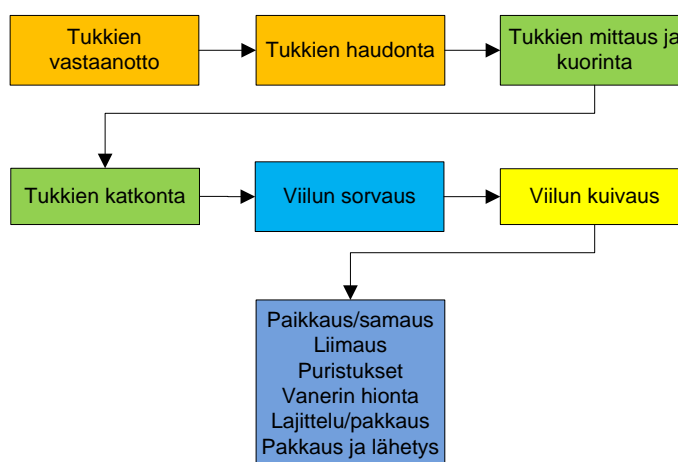 Tukkien
vastaanotto
Tukkien haudonta
Tukkien mittaus ja
kuorinta
Tukkien katkonta
Viilun sorvaus
Viilun kuivaus
Paikkaus/samaus
Liimaus
Puristukset
Vanerin hionta
Lajittelu/pakkaus
Pakkaus ja lähetys